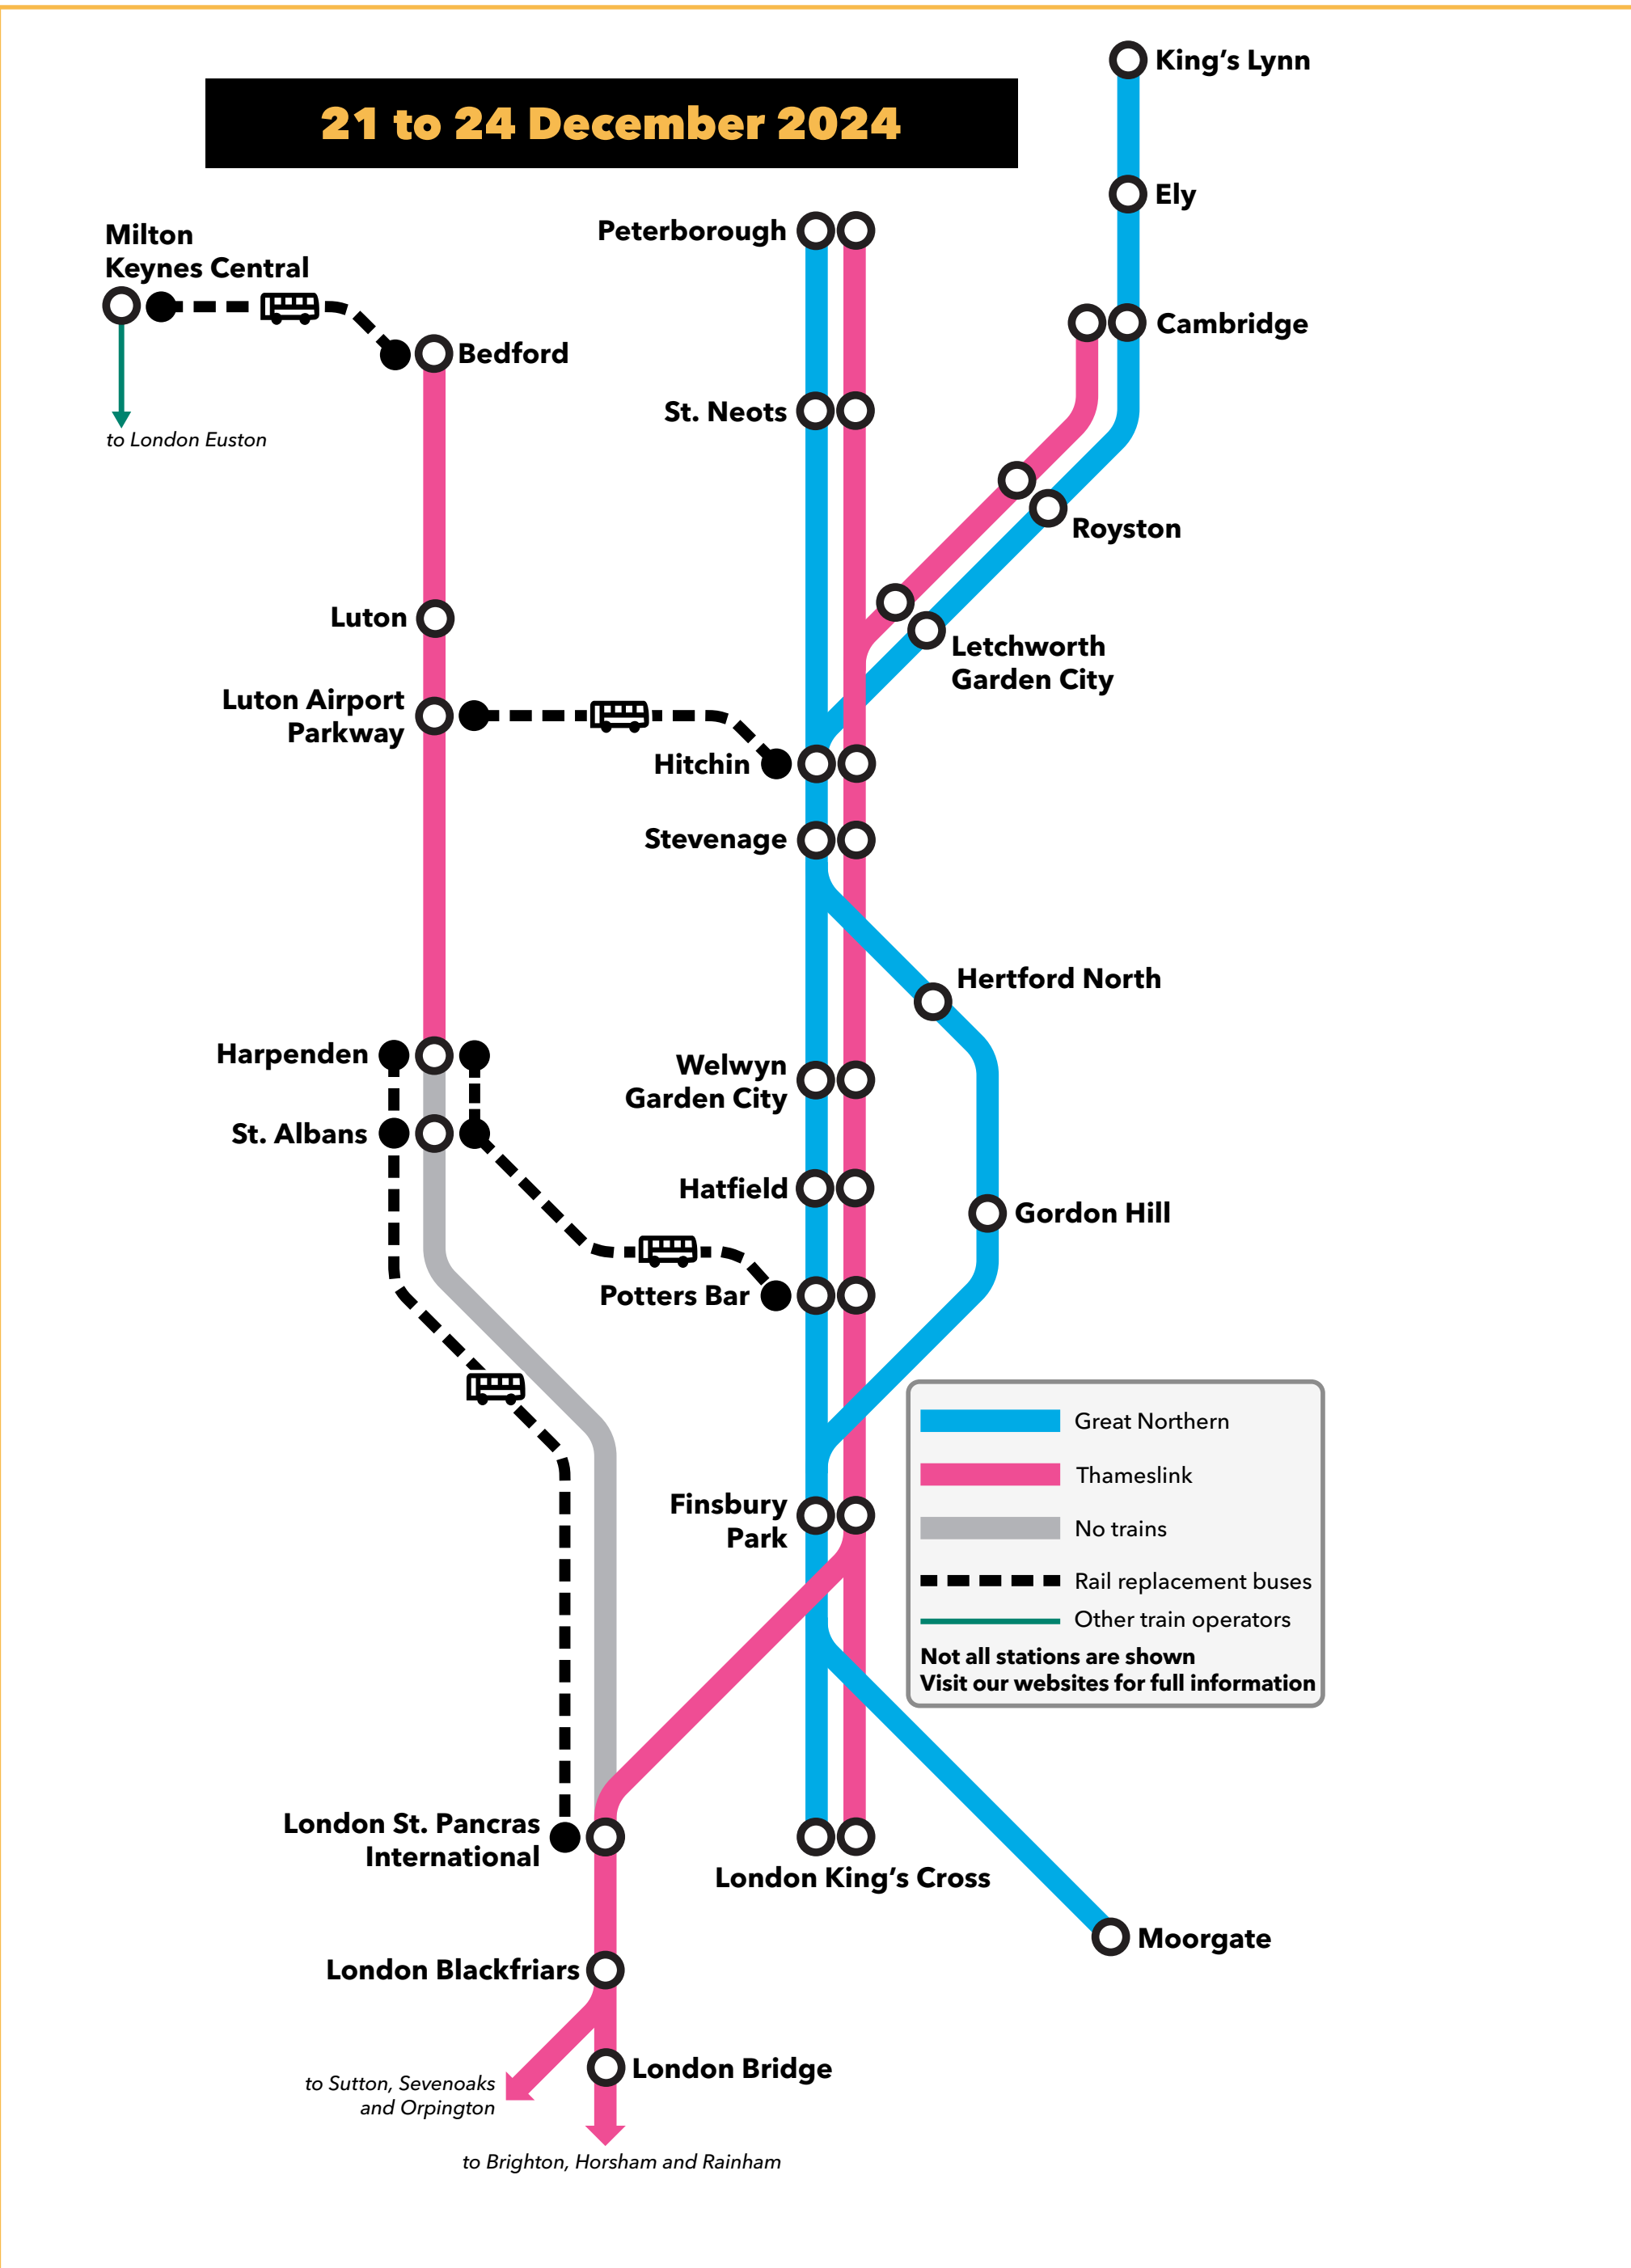 21 to 24 December 2024
King’s Lynn
Ely
Milton
Keynes Central
Peterborough
Cambridge
Bedford
St. Neots
to London Euston
Royston
Luton
Letchworth
Garden City
Luton Airport
Parkway
Hitchin
Stevenage
Hertford North
Harpenden
Welwyn
Garden City
St. Albans
Hatfield
Gordon Hill
Potters Bar
Great Northern
Thameslink
No trains
Rail replacement buses
Other train operators
Not all stations are shown
Visit our websites for full information
Finsbury
Park
London St. Pancras
International
London King’s Cross
Moorgate
London Blackfriars
London Bridge
to Sutton, Sevenoaks
and Orpington
to Brighton, Horsham and Rainham